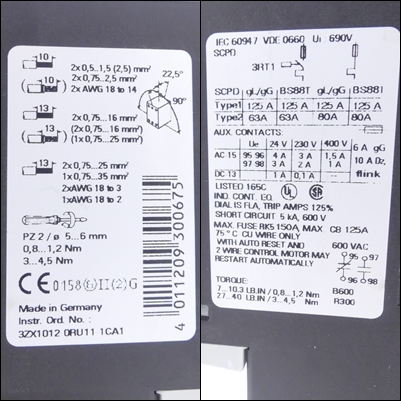 10
2x 0,5...1,5 (2,5) mm²
10
2x 0,75...2,5 mm²
2x AWG 18 to 14
22,5°
90°
13
2x 0,75...16 mm²
13
(2x 0,75...16 mm²
1x 0,75...25 mm²)
13
2x 0,75...25 mm²
1x 0,75...35 mm²
2xAWG 18 to 3
1xAWG 18 to 2
PZ 2 / ø 5...6 mm
0,8...1,2 Nm
3...4,5 Nm
CE 0158 II(2)G
Made in Germany
Instr. Ord. No. :
3ZX1012 0RU11 1CA1
4 011209 300675
IEC 60947 VDE 0660 Ui 690V
SCPD
3RT1
SCPD gL/gG BS88T gL/gG BS88T
Type1 125 A 125 A 125 A 125 A
Type2 63A 63A 80A 80A
AUX. CONTACTS:
Ue 24 V 230 V 400 V
AC 15 95 96 4 A 3 A 1,5 A
97 98 3 A 2 A 1 A
DC 13 1 A 0,1 A
6 A gG
10 A Dz.
flink
LISTED 165C UL SA
IND. CONT. EQ.
DIAL IS FLA, TRIP AMPS 125%
SHORT CIRCUIT 5 kA, 600 V
MAX. FUSE RK5 150A MAX CB 125A
75°C CU WIRE ONLY
WITH AUTO RESET AND 600 VAC
2 WIRE CONTROL MOTOR MAY
RESTART AUTOMATICALLY
95 97
96 98
TORQUE:
7...10.3 LB.IN / 0,8...1,2 Nm B600
27...40 LB.IN / 3...4,5 Nm R300